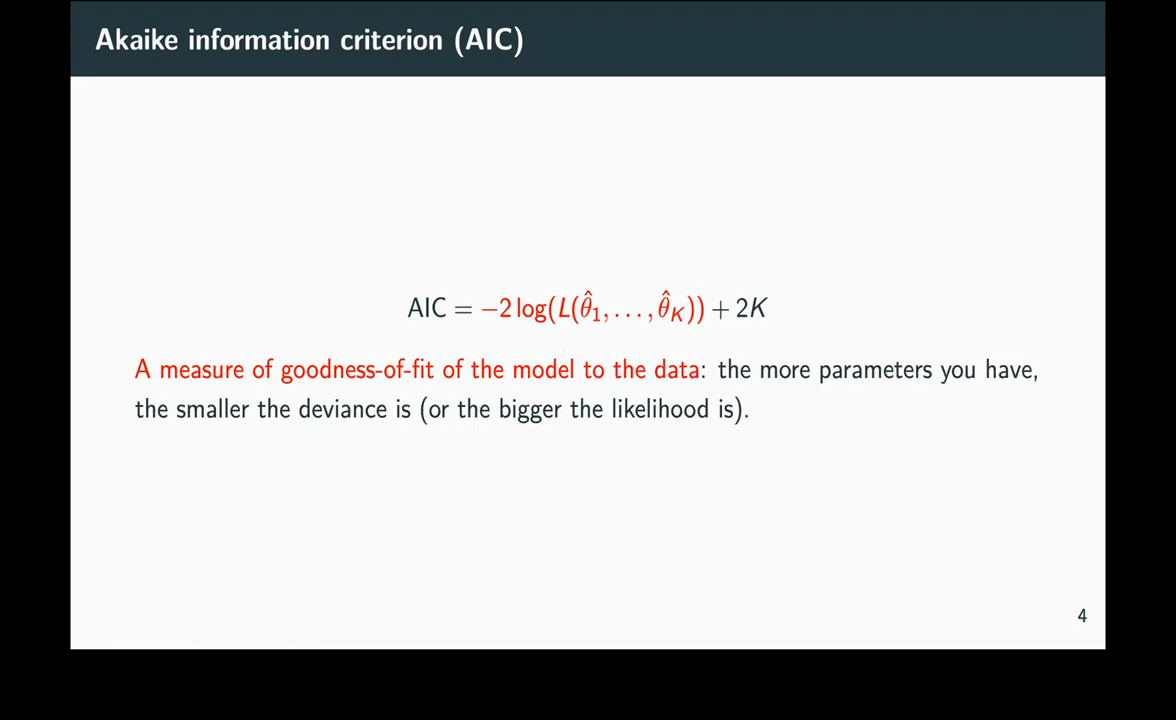 Akaike information criterion (AIC)
AIC = −2 log(L(θ̂₁, . . . , θ̂_K)) + 2K
A measure of goodness-of-fit of the model to the data: the more parameters you have,
the smaller the deviance is (or the bigger the likelihood is).
4